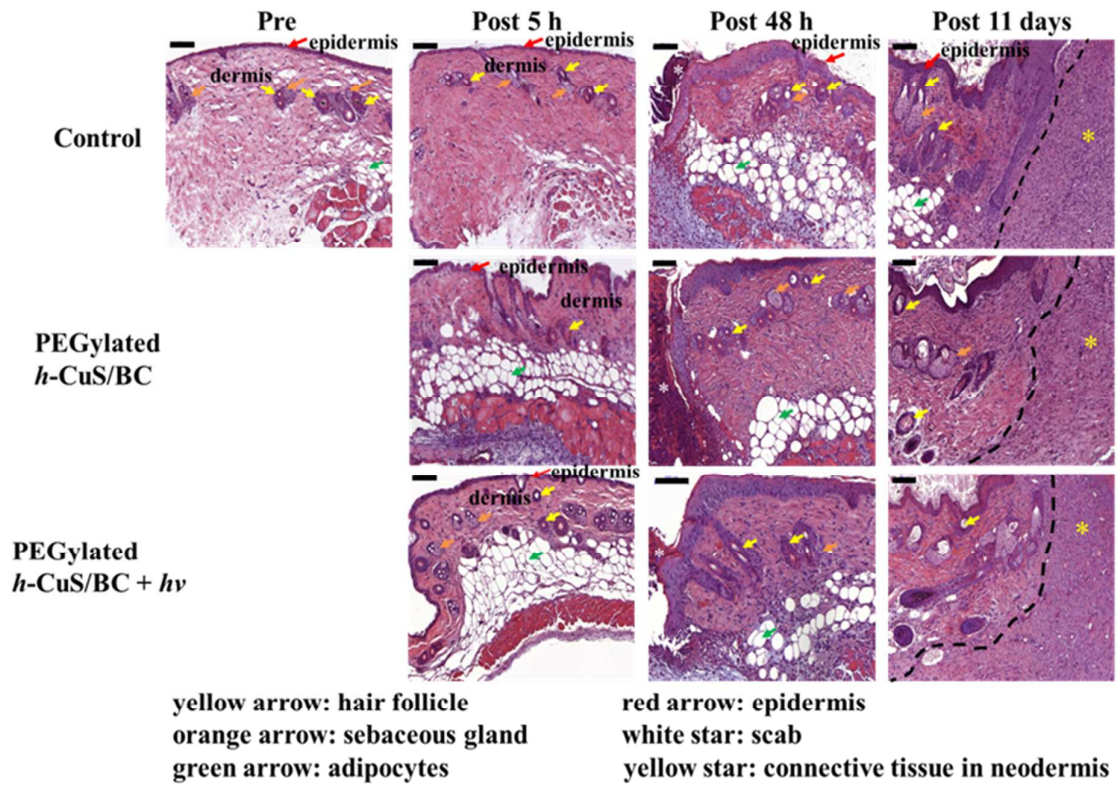 Pre Post 5 h Post 48 h Post 11 days
epidermis epidermis epidermis epidermis
dermis dermis
Control
* *
epidermis
dermis
PEGylated
h-CuS/BC
* *
epidermis
dermis
PEGylated
h-CuS/BC + hν
* *
yellow arrow: hair follicle red arrow: epidermis
orange arrow: sebaceous gland white star: scab
green arrow: adipocytes yellow star: connective tissue in neodermis